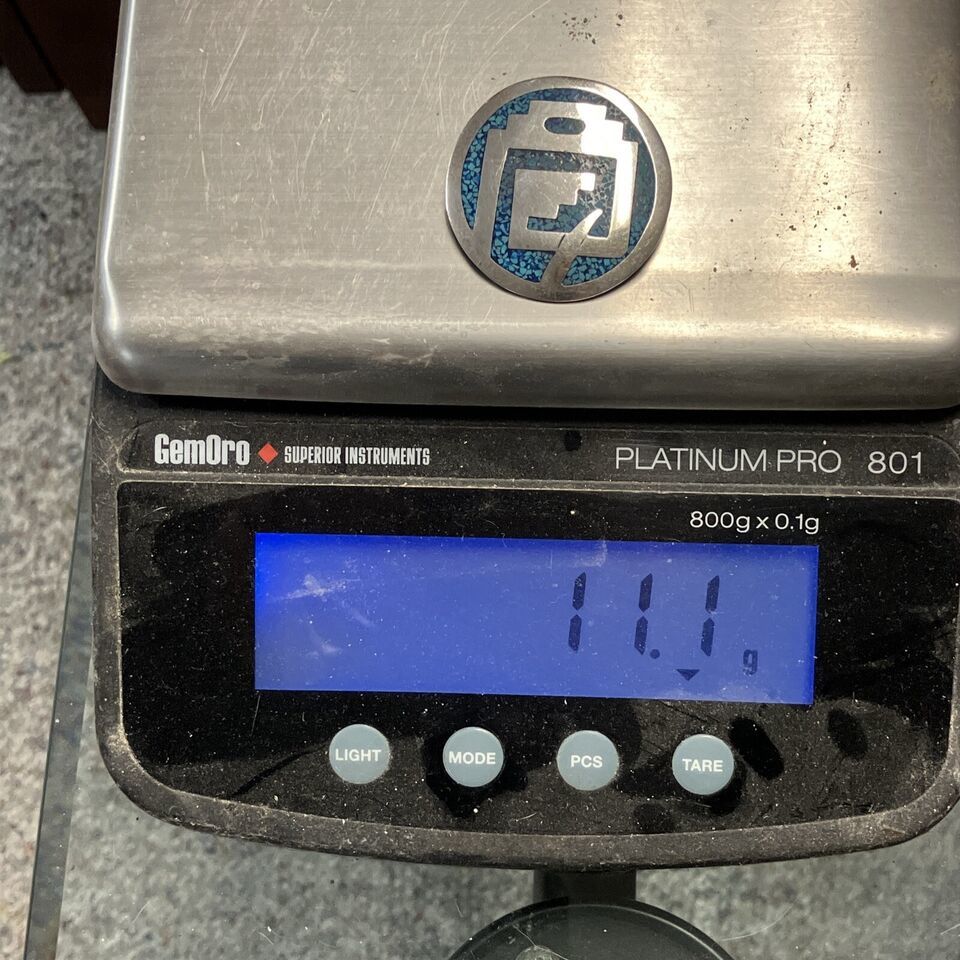 GemOro SUPERIOR INSTRUMENTS
PLATINUM PRO 801
800g x 0.1g
11.1 g
LIGHT MODE PCS TARE